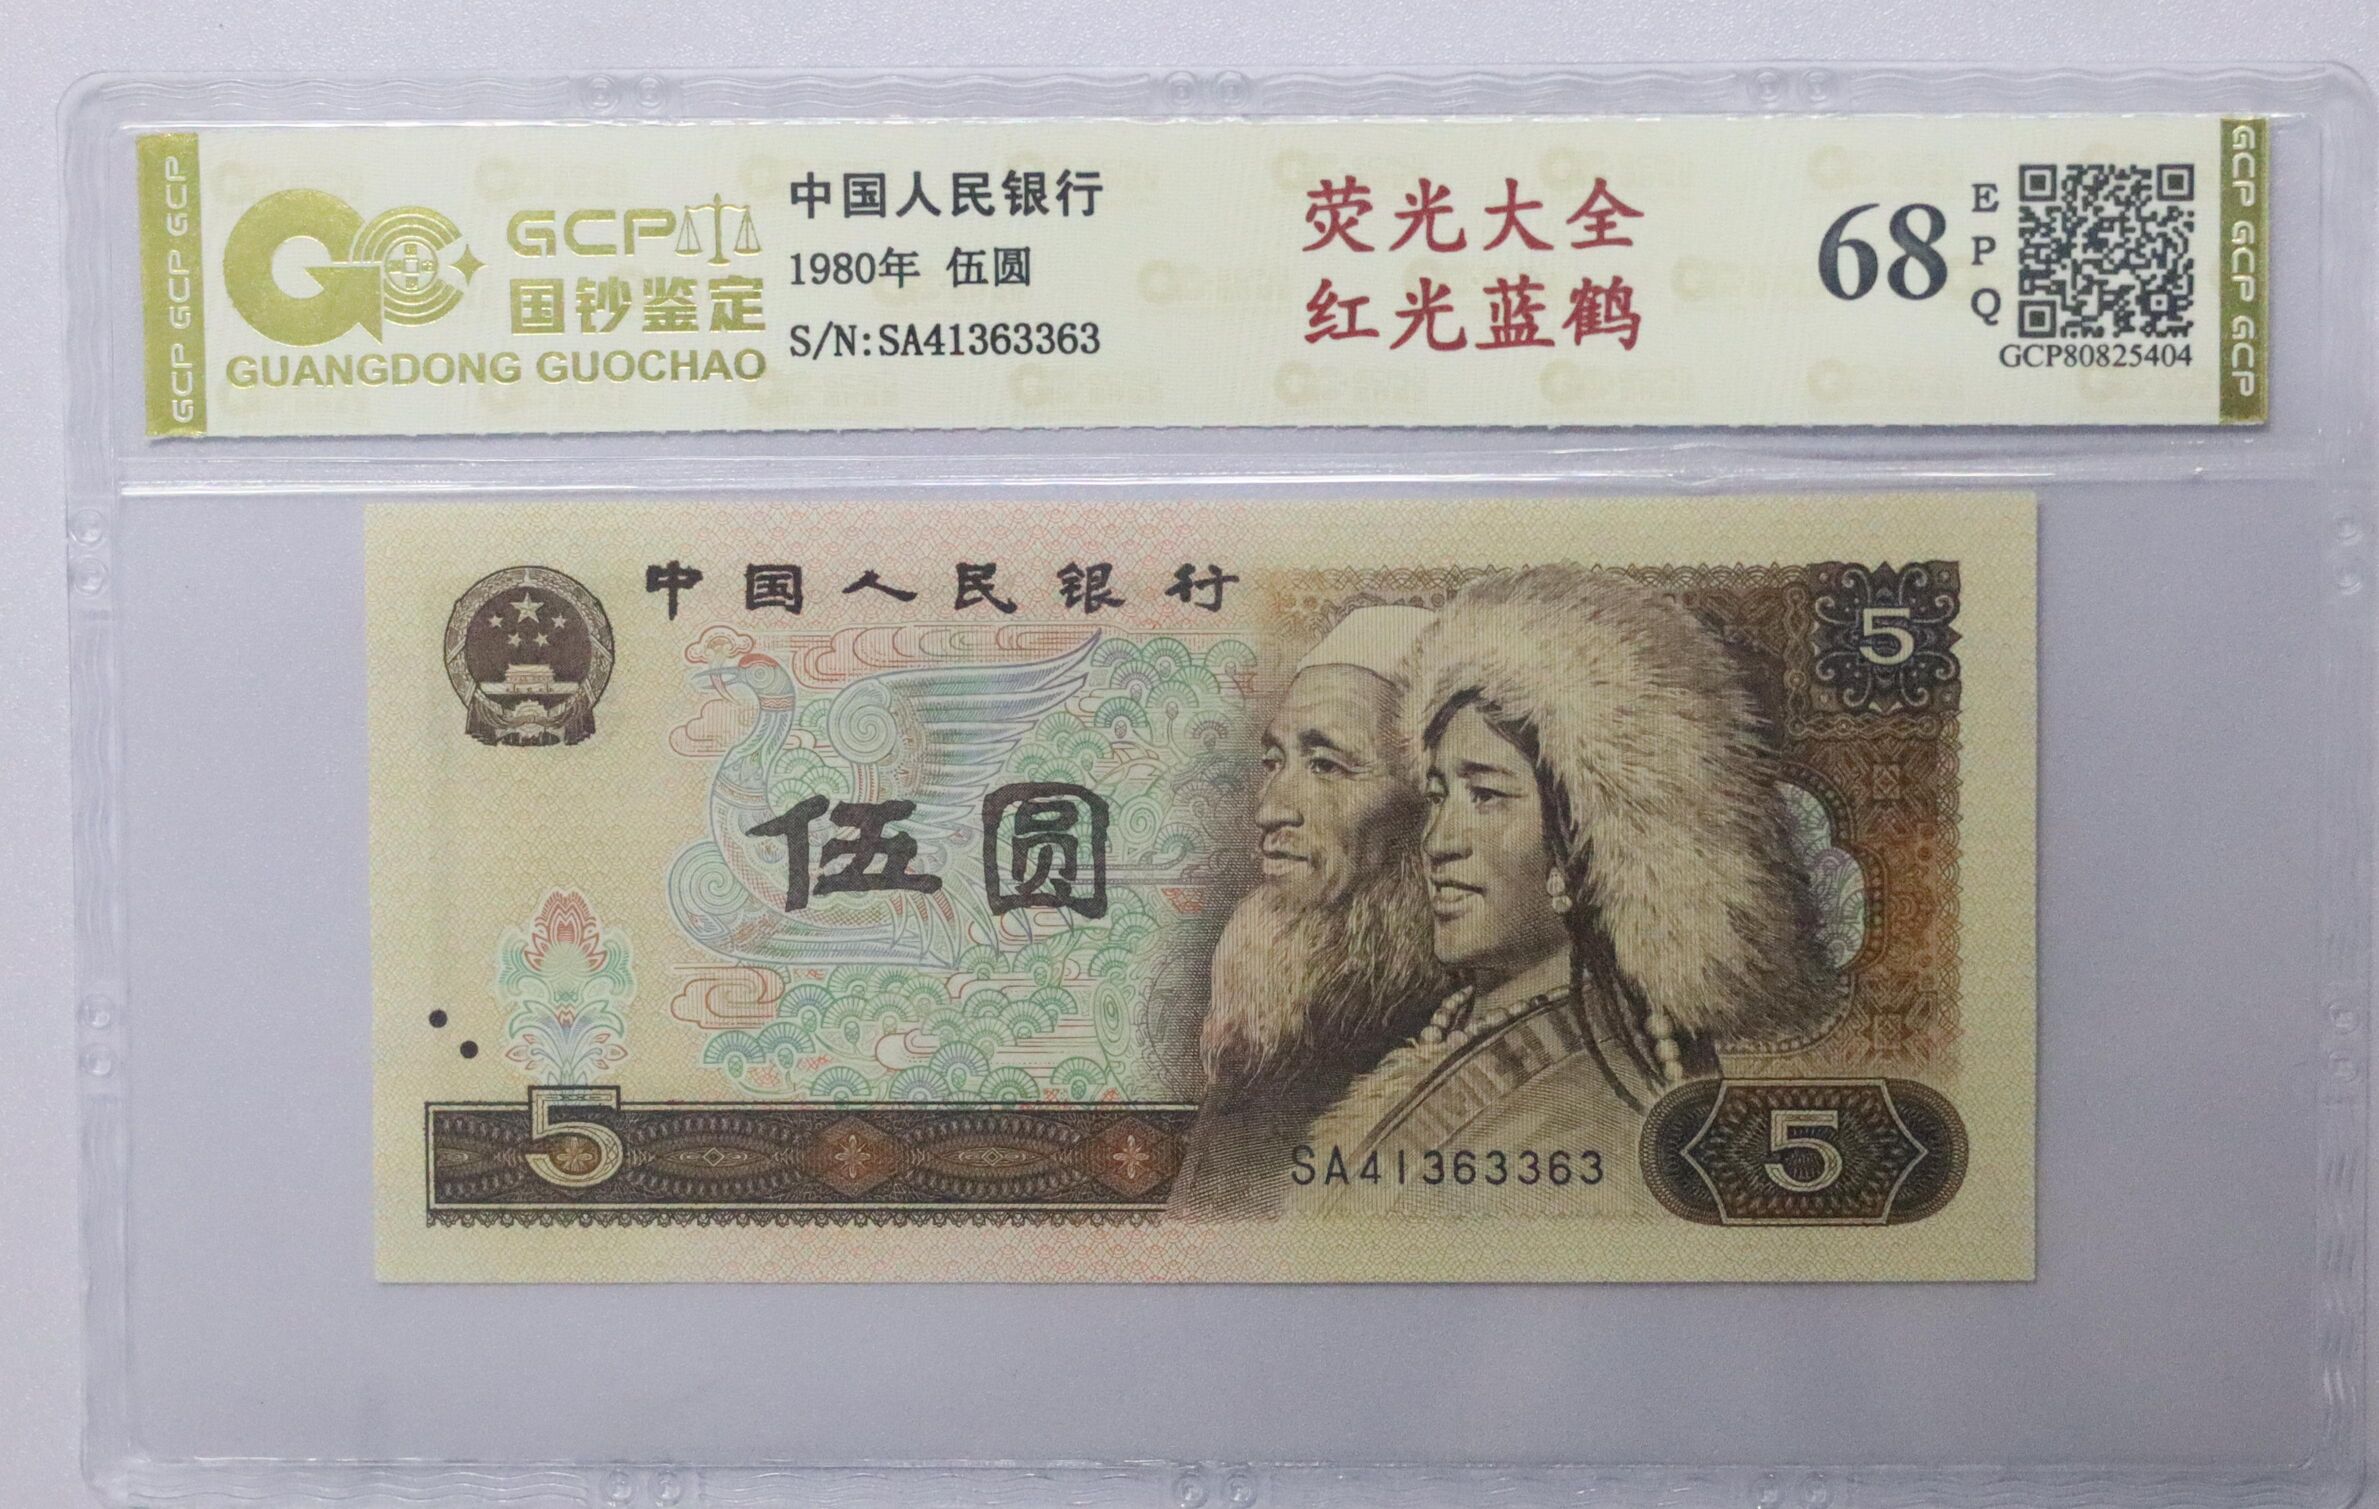 GCP GCP GCP
GCP
国钞鉴定
GUANGDONG GUOCHAO
中国人民银行
1980年 伍圆
S/N:SA41363363
荧光大全
红光蓝鹤
68
EPQ
GCP80825404
GCP GCP GCP
中国人民银行
5
伍圆
5
SA41363363
5